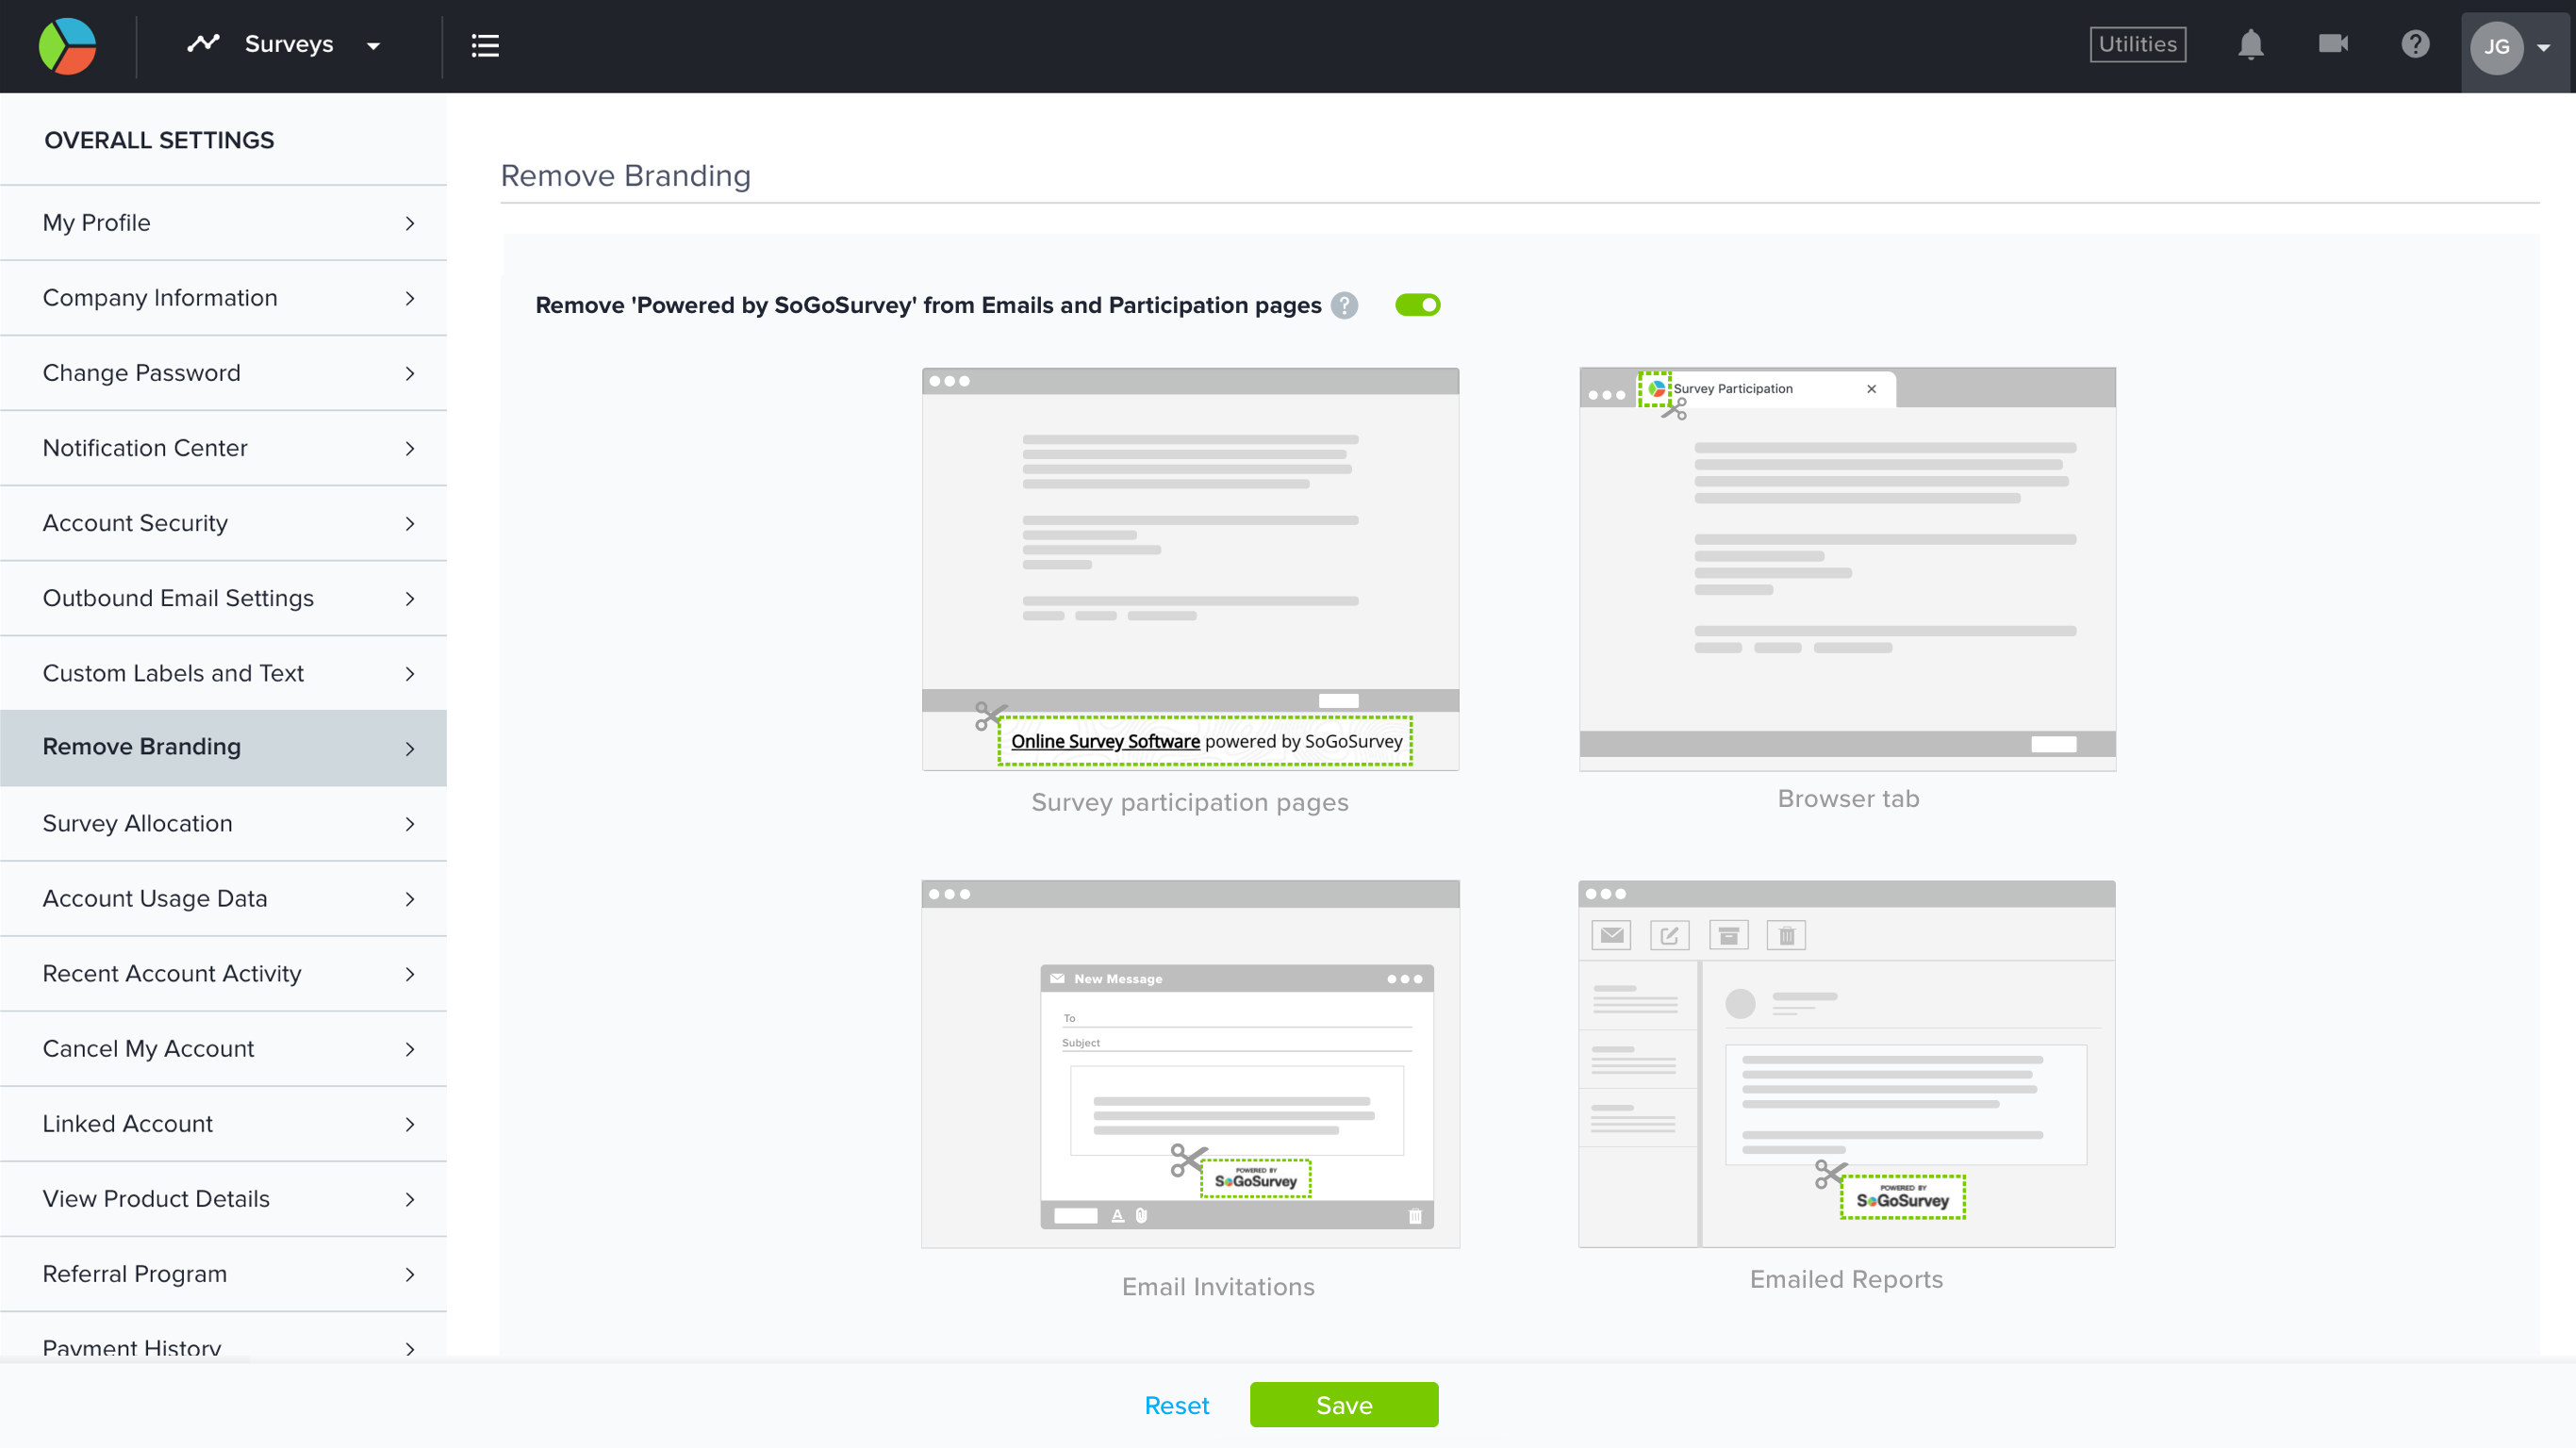 Surveys
Utilities
JG
OVERALL SETTINGS
My Profile
Company Information
Change Password
Notification Center
Account Security
Outbound Email Settings
Custom Labels and Text
Remove Branding
Survey Allocation
Account Usage Data
Recent Account Activity
Cancel My Account
Linked Account
View Product Details
Referral Program
Payment History
Remove Branding
Remove 'Powered by SoGoSurvey' from Emails and Participation pages ?
Online Survey Software powered by SoGoSurvey
Survey participation pages
Survey Participation
Browser tab
New Message
To
Subject
POWERED BY
SoGoSurvey
Email Invitations
POWERED BY
SoGoSurvey
Emailed Reports
Reset
Save